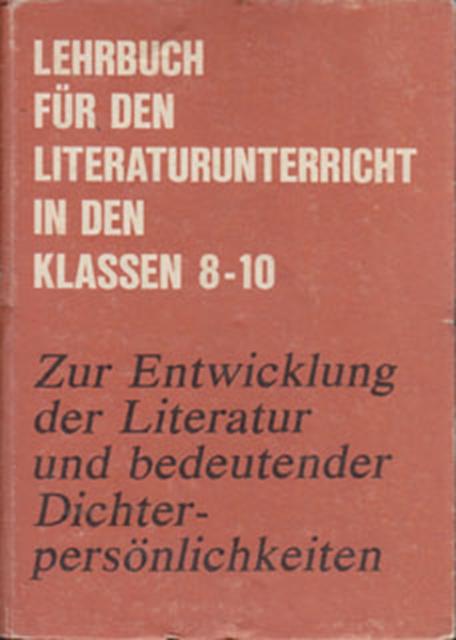 LEHRBUCH
FÜR DEN
LITERATURUNTERRICHT
IN DEN
KLASSEN 8-10
Zur Entwicklung
der Literatur
und bedeutender
Dichter-
persönlichkeiten